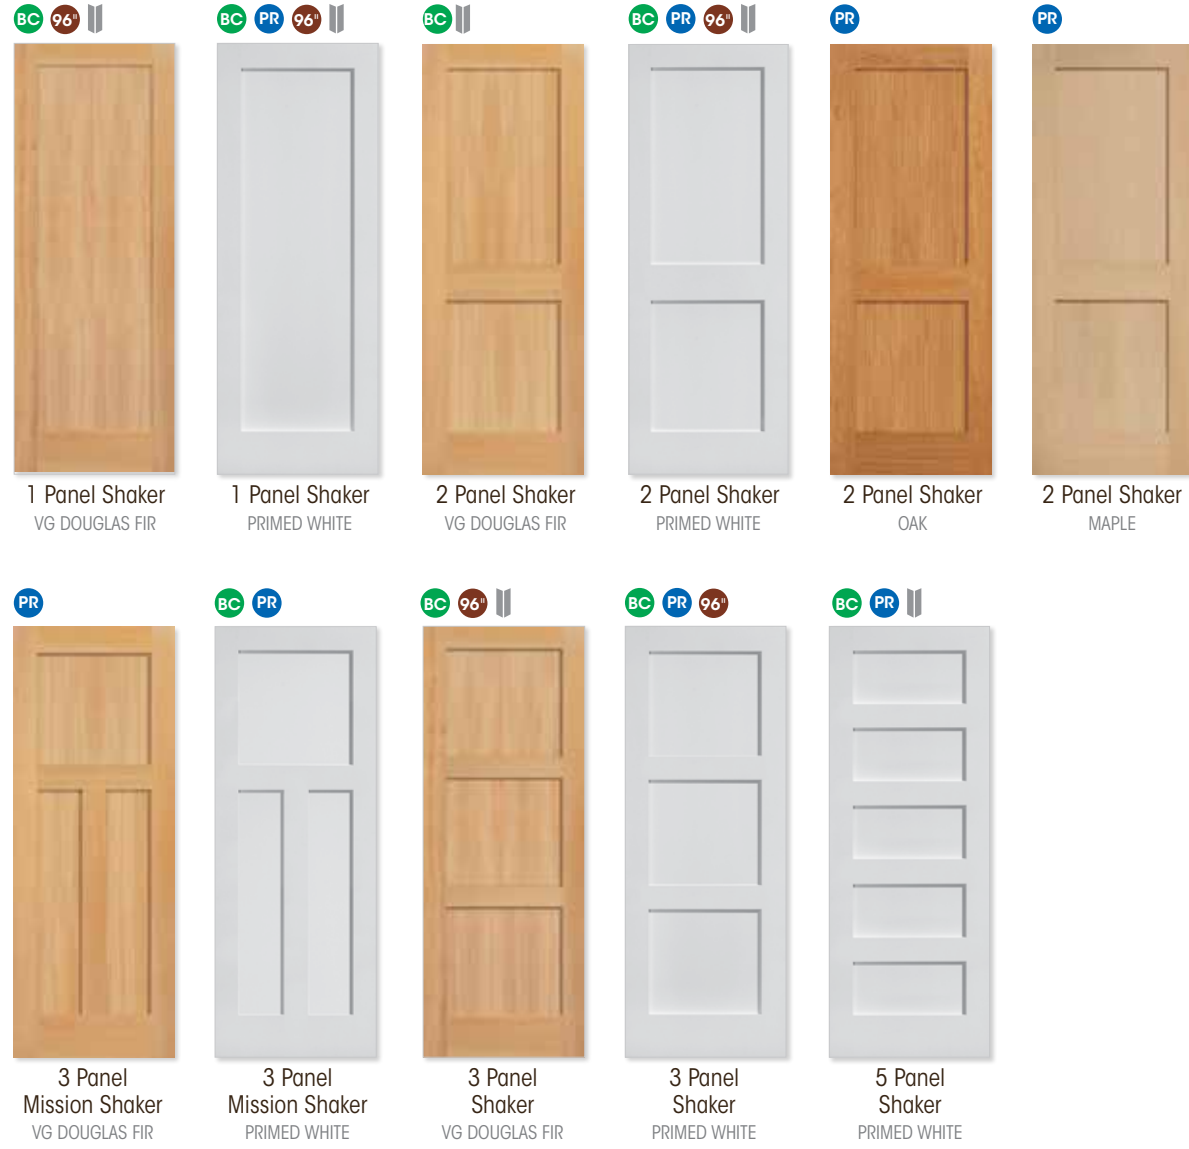 BC 96" BC PR 96" BC BC PR 96" PR PR
1 Panel Shaker
VG DOUGLAS FIR
1 Panel Shaker
PRIMED WHITE
2 Panel Shaker
VG DOUGLAS FIR
2 Panel Shaker
PRIMED WHITE
2 Panel Shaker
OAK
2 Panel Shaker
MAPLE
PR BC PR BC 96" BC PR 96" BC PR
3 Panel
Mission Shaker
VG DOUGLAS FIR
3 Panel
Mission Shaker
PRIMED WHITE
3 Panel
Shaker
VG DOUGLAS FIR
3 Panel
Shaker
PRIMED WHITE
5 Panel
Shaker
PRIMED WHITE